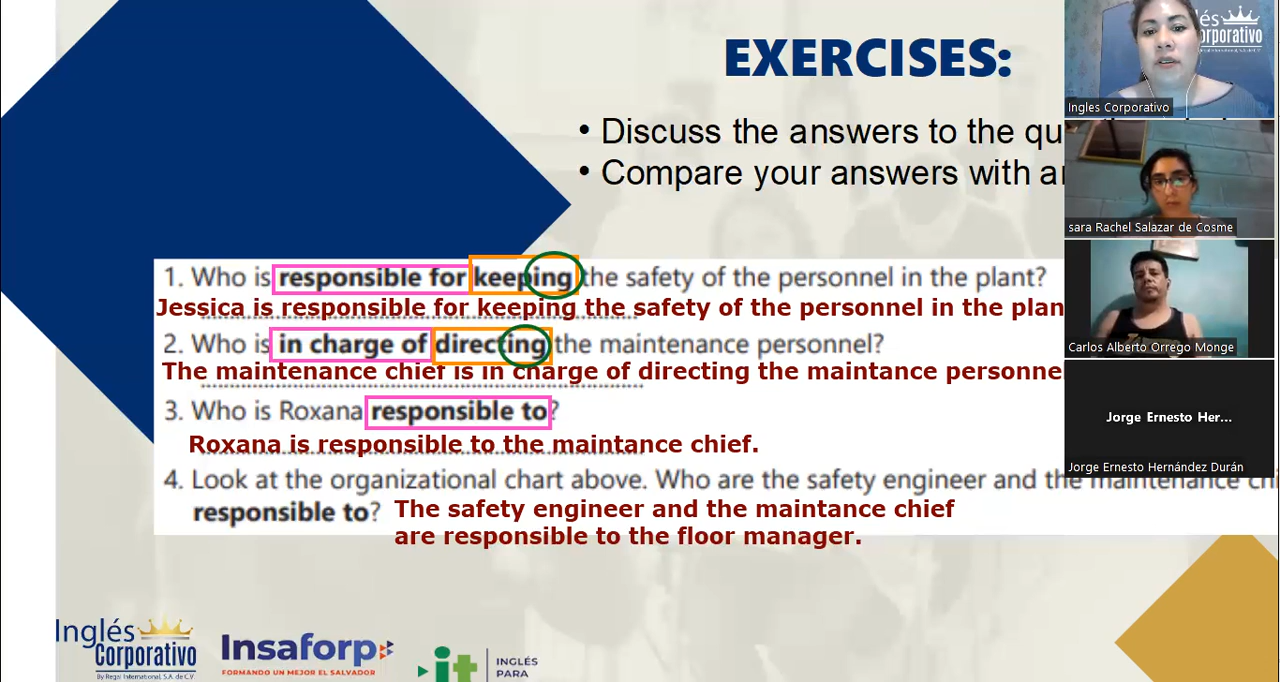 EXERCISES:
• Discuss the answers to the qu
• Compare your answers with
1. Who is responsible for keeping the safety of the personnel in the plant?
Jessica is responsible for keeping the safety of the personnel in the plan
2. Who is in charge of directing the maintenance personnel?
The maintenance chief is in charge of directing the maintance personne
3. Who is Roxana responsible to?
Roxana is responsible to the maintance chief.
4. Look at the organizational chart above. Who are the safety engineer and the maintenance chi
responsible to?
The safety engineer and the maintance chief
are responsible to the floor manager.
Inglés
Corporativo
By Regal International, S.A. de C.V.
Insaforp
FORMANDO UN MEJOR EL SALVADOR
it
INGLÉS
PARA
és
orporativo
Ingles Corporativo
sara Rachel Salazar de Cosme
Carlos Alberto Orrego Monge
Jorge Ernesto Her...
Jorge Ernesto Hernández Durán